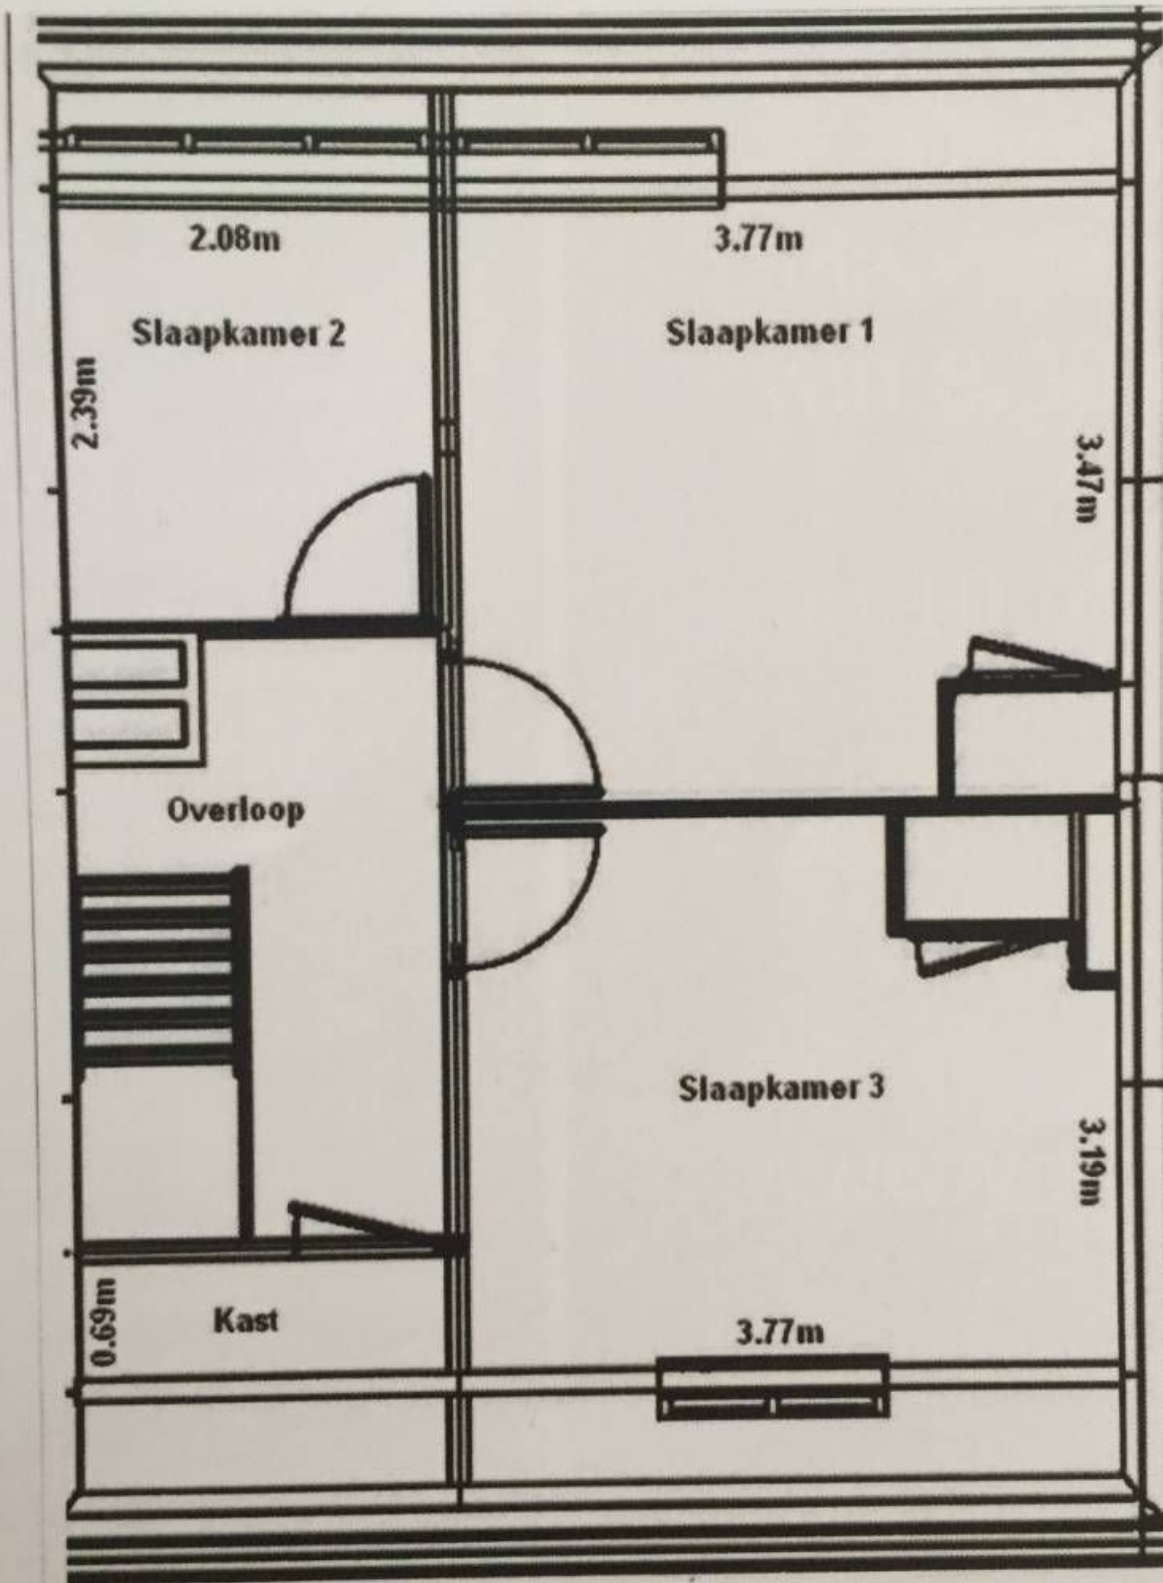 2.08m
3.77m
Slaapkamer 2
Slaapkamer 1
2.39m
3.47m
Overloop
Slaapkamer 3
3.19m
0.69m
Kast
3.77m